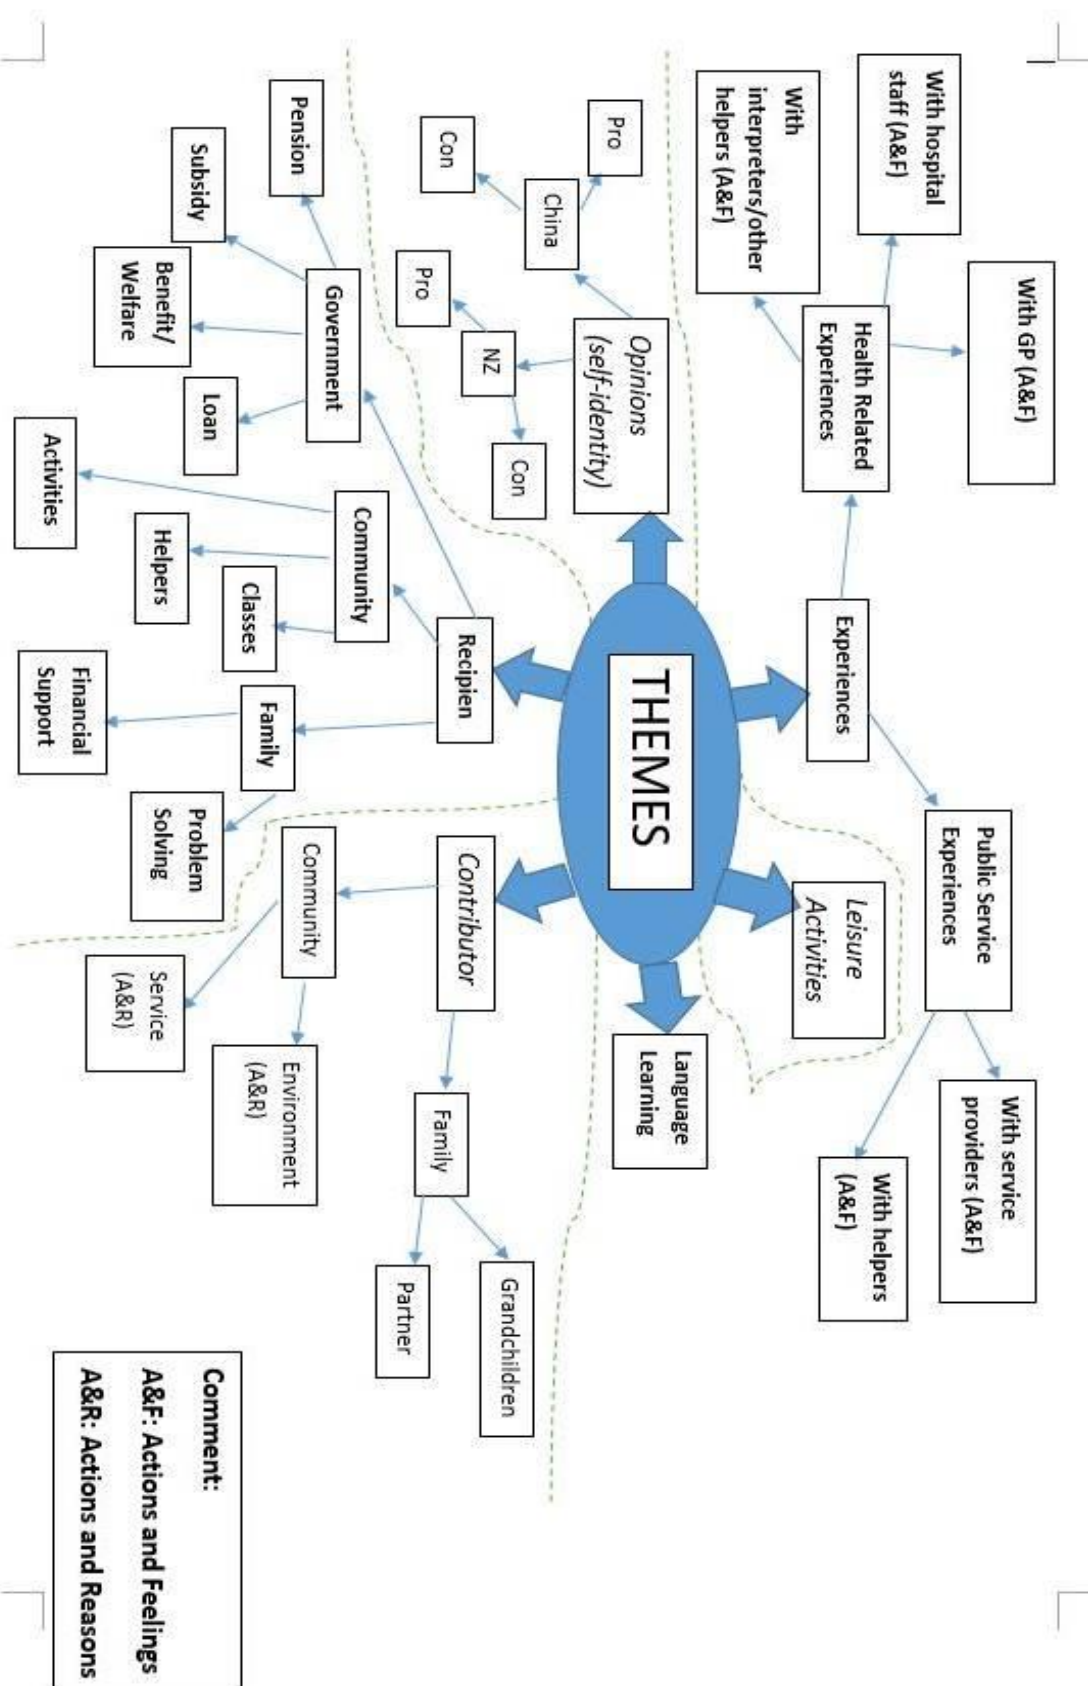 With GP (A&F)
With hospital
staff (A&F)
With
interpreters/other
helpers (A&F)
Health Related
Experiences
Experiences
Public Service
Experiences
With service
providers (A&F)
With helpers
(A&F)
Leisure
Activities
Language
Learning
THEMES
Opinions
(self-identity)
China
Pro
Con
NZ
Pro
Con
Recipien
Government
Pension
Subsidy
Benefit/
Welfare
Loan
Community
Activities
Helpers
Classes
Family
Financial
Support
Problem
Solving
Contributor
Community
Service
(A&R)
Environment
(A&R)
Family
Grandchildren
Partner
Comment:
A&F: Actions and Feelings
A&R: Actions and Reasons